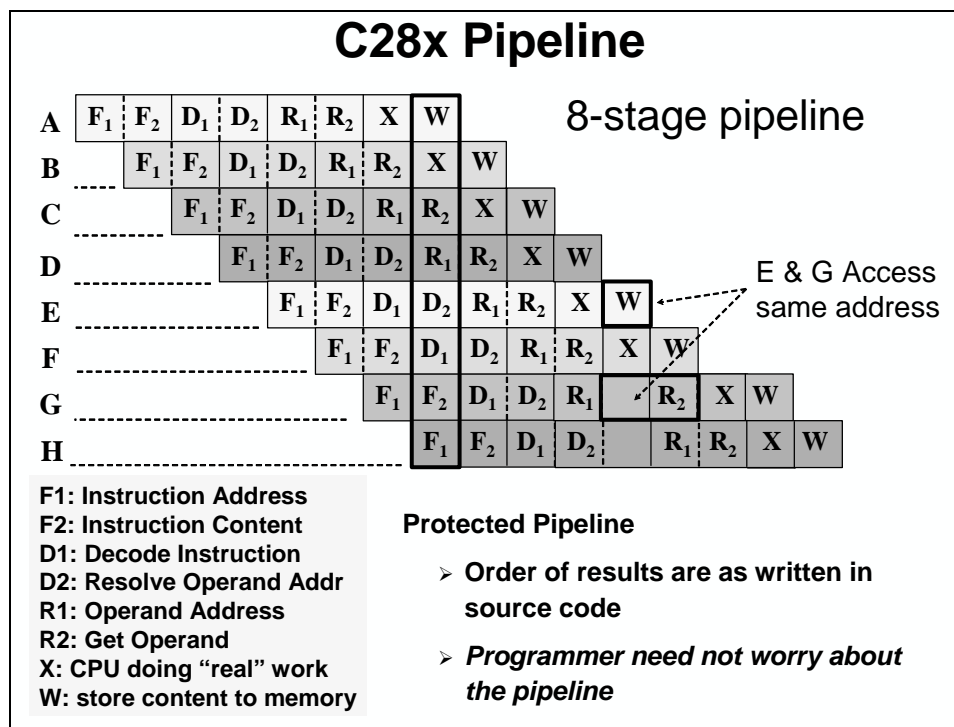 C28x Pipeline
8-stage pipeline
A F₁ F₂ D₁ D₂ R₁ R₂ X W
B F₁ F₂ D₁ D₂ R₁ R₂ X W
C F₁ F₂ D₁ D₂ R₁ R₂ X W
D F₁ F₂ D₁ D₂ R₁ R₂ X W
E F₁ F₂ D₁ D₂ R₁ R₂ X W
F F₁ F₂ D₁ D₂ R₁ R₂ X W
G F₁ F₂ D₁ D₂ R₁ R₂ X W
H F₁ F₂ D₁ D₂ R₁ R₂ X W
E & G Access
same address
F1: Instruction Address
F2: Instruction Content
D1: Decode Instruction
D2: Resolve Operand Addr
R1: Operand Address
R2: Get Operand
X: CPU doing “real” work
W: store content to memory
Protected Pipeline
➢ Order of results are as written in
source code
➢ Programmer need not worry about
the pipeline